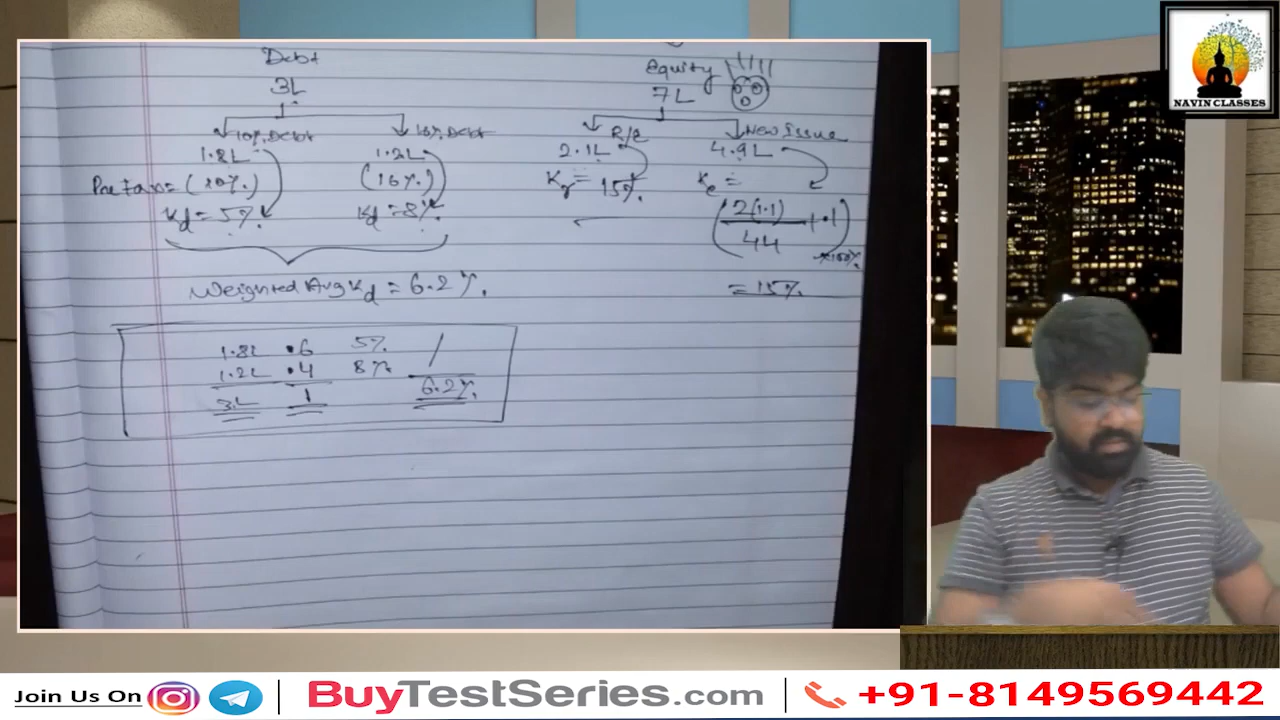 NAVIN CLASSES
Debt
3L
10%.Debt
16%.Debt
1.8L
1.2L
(10%.)
(16%.)
Kd = 5%.
Kd = 8%.
Weighted Avg Kd = 6.2%.
1.8L .6 5%.
1.2L .4 8%.
3L 1 6.2%.
Equity
7L
R/E
New Issue
2.1L
4.9L
Kr = 15%.
Ke =
(2(1.1)/44 + .1)
×100%.
= 15%.
Join Us On
BuyTestSeries.com
+91-8149569442